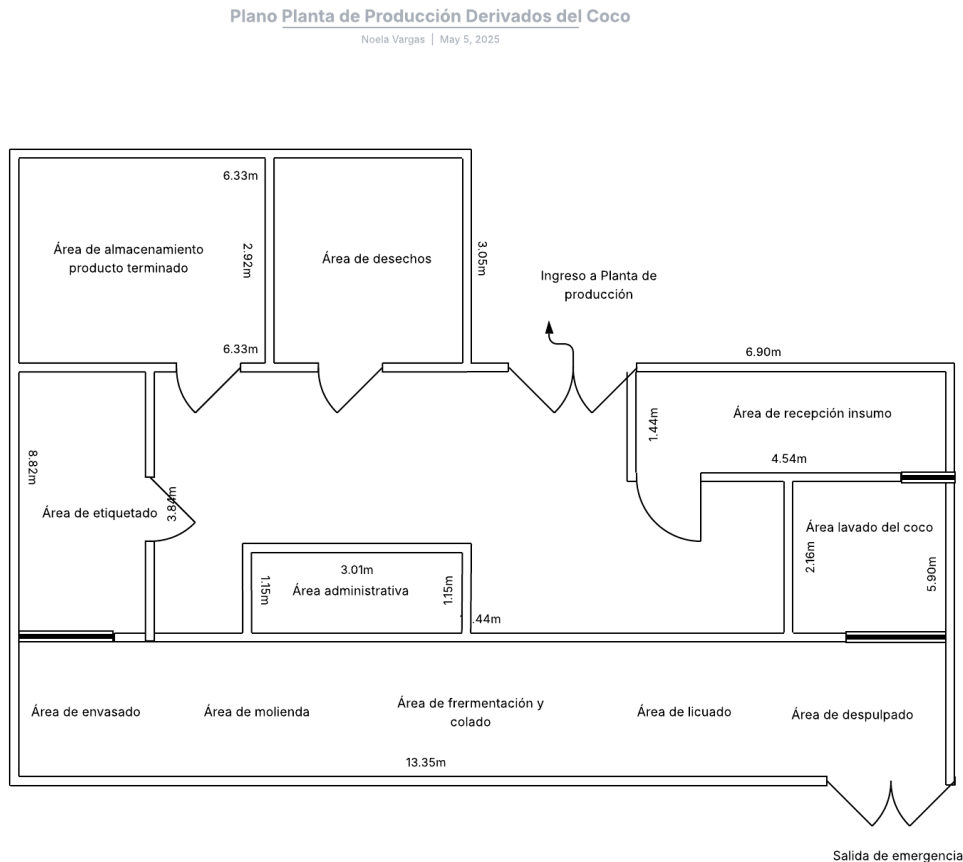 Plano Planta de Producción Derivados del Coco
Noela Vargas | May 5, 2025
6.33m
Área de almacenamiento
producto terminado
2.92m
6.33m
Área de desechos
3.05m
Ingreso a Planta de
producción
6.90m
Área de recepción insumo
1.44m
4.54m
8.82m
Área de etiquetado
3.84m
Área lavado del coco
2.16m
5.90m
3.01m
Área administrativa
1.15m
1.15m
.44m
Área de envasado
Área de molienda
Área de frermentación y
colado
Área de licuado
Área de despulpado
13.35m
Salida de emergencia